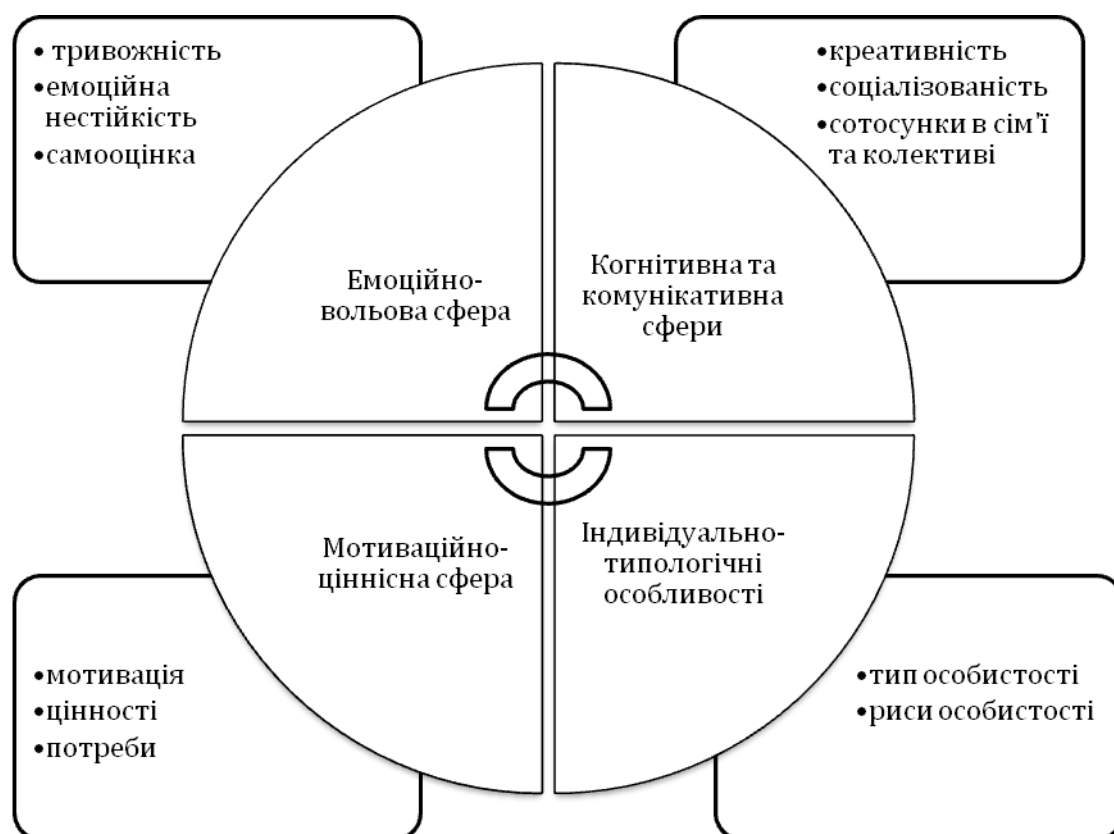 • тривожність
•емоційна
нестійкість
•самооцінка
•креативність
•соціалізованість
•сотосунки в сім'ї
та колективі
Емоційно-
вольова сфера
Когнітивна та
комунікативна
сфери
Мотиваційно-
ціннісна сфера
Індивідуально-
типологічні
особливості
•мотивація
•цінності
•потреби
•тип особистості
•риси особистості